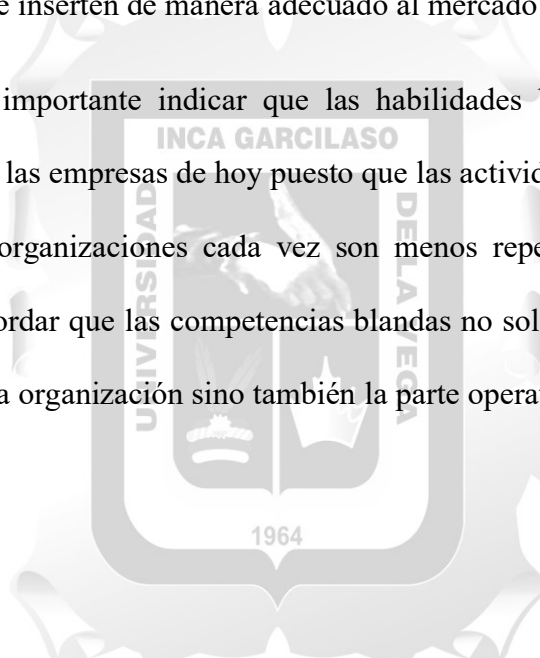 e inserten de manera adecuado al mercado
importante indicar que las habilidades
INCA GARCILASO
las empresas de hoy puesto que las activid
organizaciones cada vez son menos repe
ordar que las competencias blandas no sol
a organización sino también la parte opera
UNIVERSIDAD
DE LA VEGA
1964